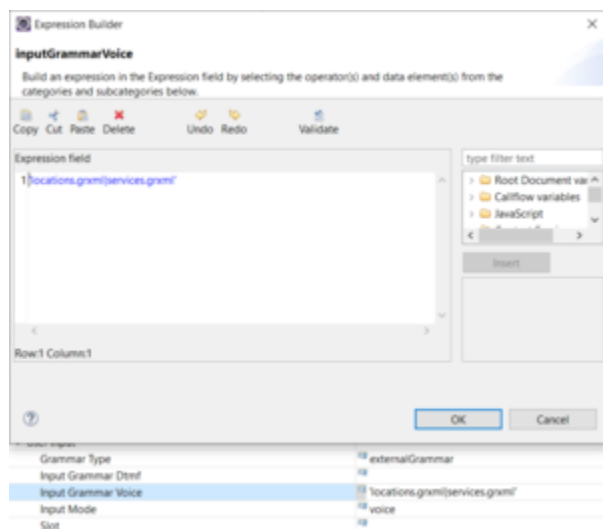 Expression Builder
inputGrammarVoice
Build an expression in the Expression field by selecting the operator(s) and data element(s) from the
categories and subcategories below.
Copy Cut Paste Delete Undo Redo Validate
Expression field
type filter text
1 'locations.grxml|services.grxml'
Root Document var
Callflow variables
JavaScript
Insert
Row:1 Column:1
OK Cancel
Grammar Type externalGrammar
Input Grammar Dtmf
Input Grammar Voice 'locations.grxml|services.grxml'
Input Mode voice
Slot